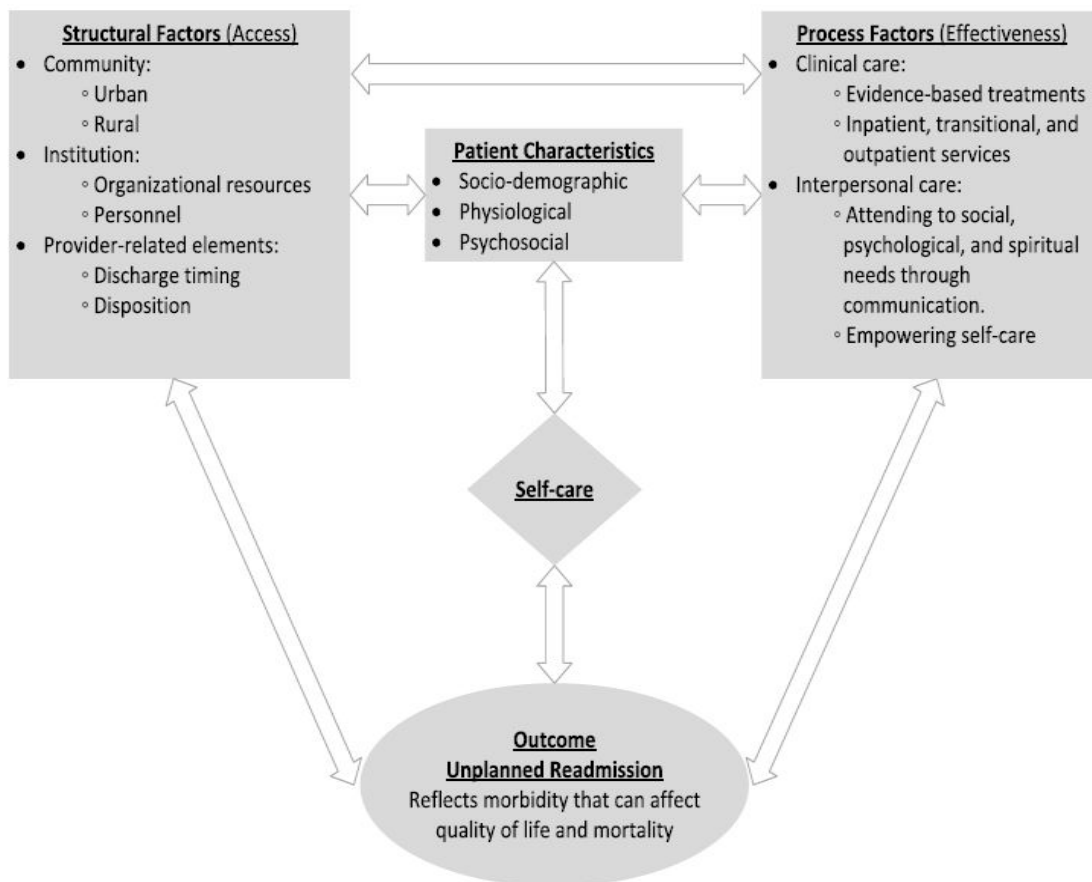 Structural Factors (Access)
• Community:
◦ Urban
◦ Rural
• Institution:
◦ Organizational resources
◦ Personnel
• Provider-related elements:
◦ Discharge timing
◦ Disposition
Patient Characteristics
• Socio-demographic
• Physiological
• Psychosocial
Process Factors (Effectiveness)
• Clinical care:
◦ Evidence-based treatments
◦ Inpatient, transitional, and
outpatient services
• Interpersonal care:
◦ Attending to social,
psychological, and spiritual
needs through
communication.
◦ Empowering self-care
Self-care
Outcome
Unplanned Readmission
Reflects morbidity that can affect
quality of life and mortality